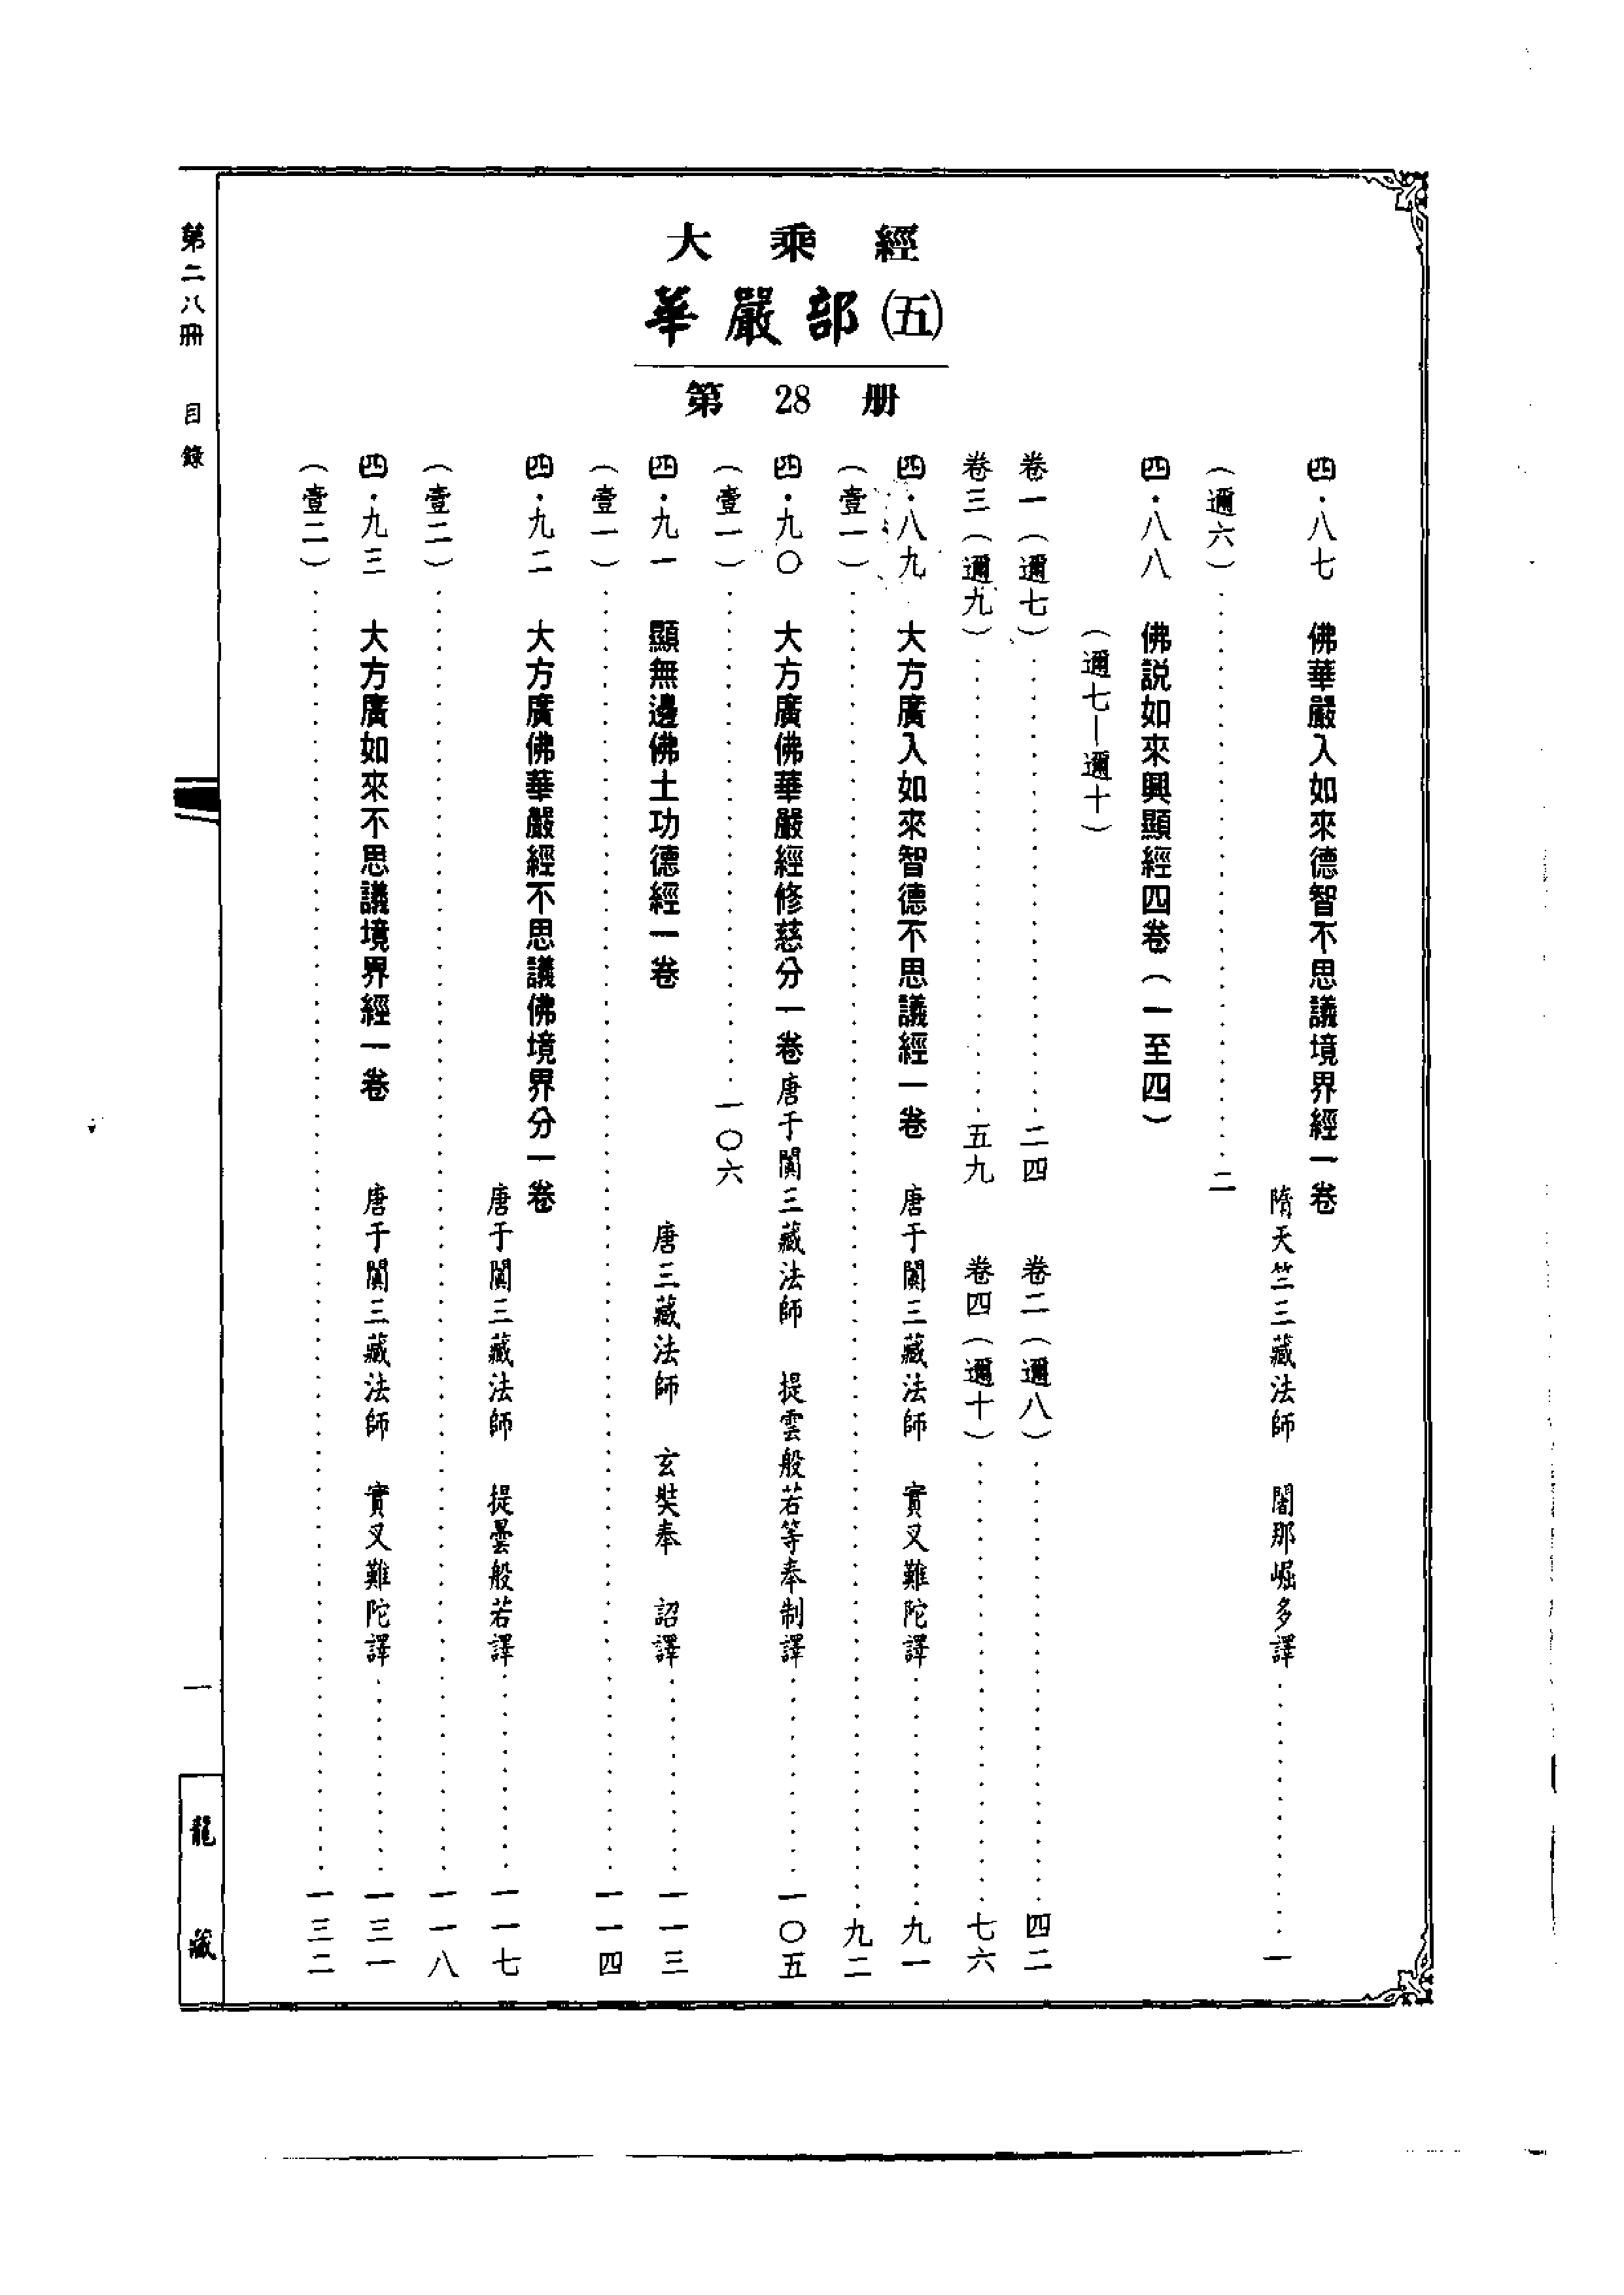 大乘經
華嚴部(五)
第28册
四·八七　佛華嚴入如來德智不思議境界經一卷
隋天竺三藏法師　闍那崛多譯……一
（邇六）……二
四·八八　佛説如來興顯經四卷（一至四）
（邇七—邇十）
卷一（邇七）……二四　卷二（邇八）……四二
卷三（邇九）……五九　卷四（邇十）……七六
四·八九　大方廣入如來智德不思議經一卷　唐于闐三藏法師　實叉難陀譯……九一
（壹一）……九二
四·九〇　大方廣佛華嚴經修慈分一卷唐于闐三藏法師　提雲般若等奉制譯……一〇五
（壹一）……一〇六
四·九一　顯無邊佛土功德經一卷　唐三藏法師　玄奘奉　詔譯……一一三
（壹一）……一一四
四·九二　大方廣佛華嚴經不思議佛境界分一卷
唐于闐三藏法師　提曇般若譯……一一七
（壹二）……一一八
四·九三　大方廣如來不思議境界經一卷　唐于闐三藏法師　實叉難陀譯……一三一
（壹二）……一三二
第二八冊　目錄
一
龍藏